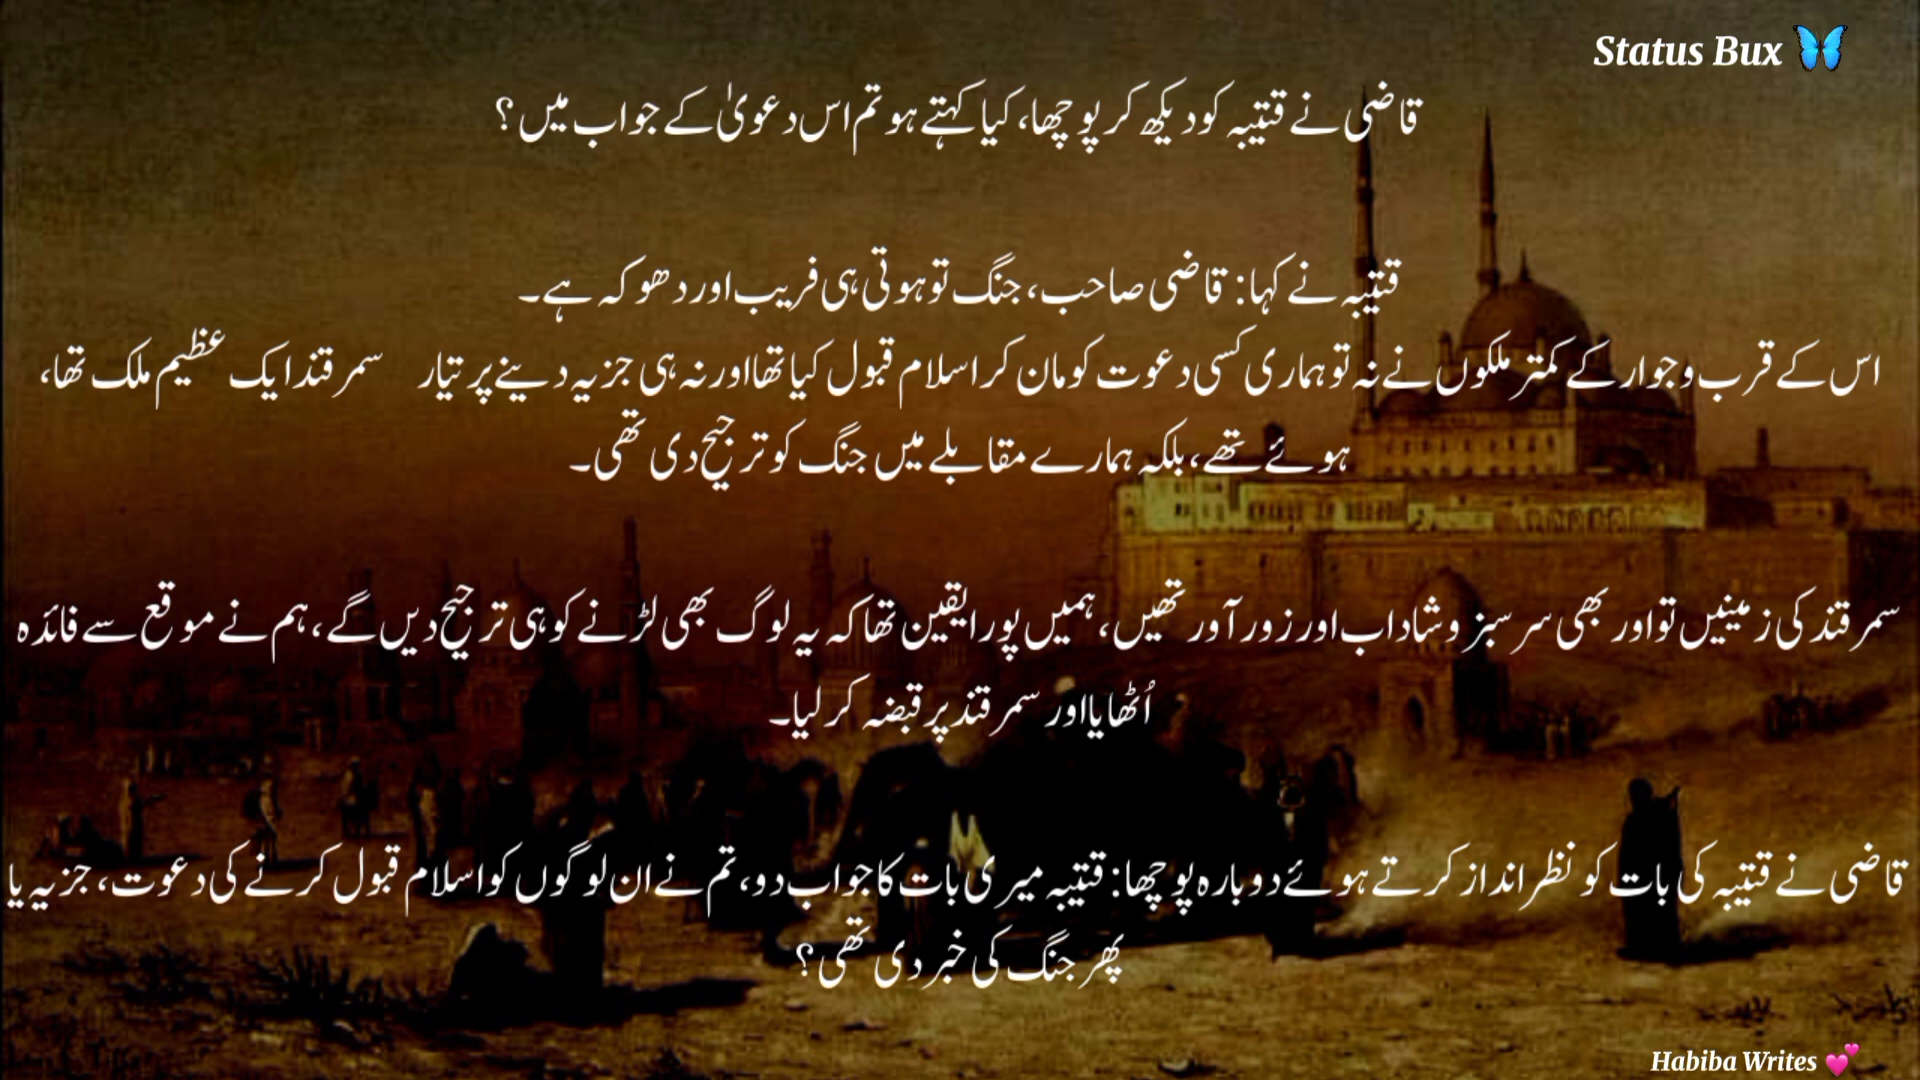 Status Bux 🦋
قاضی نے قتیبہ کو دیکھ کر پوچھا، کیا کہتے ہو تم اس دعویٰ کے جواب میں؟
قتیبہ نے کہا: قاضی صاحب، جنگ تو ہوتی ہی فریب اور دھوکہ ہے۔
اس کے قرب و جوار کے کمتر ملکوں نے نہ تو ہماری کسی دعوت کو مان کر اسلام قبول کیا تھا اور نہ ہی جزیہ دینے پر تیار سمرقند ایک عظیم ملک تھا،
ہوئے تھے، بلکہ ہمارے مقابلے میں جنگ کو ترجیح دی تھی۔
سمرقند کی زمینیں تو اور بھی سر سبز و شاداب اور زور آور تھیں، ہمیں پورا یقین تھا کہ یہ لوگ بھی لڑنے کو ہی ترجیح دیں گے، ہم نے موقع سے فائدہ
اُٹھایا اور سمرقند پر قبضہ کر لیا۔
قاضی نے قتیبہ کی بات کو نظر انداز کرتے ہوئے دوبارہ پوچھا: قتیبہ میری بات کا جواب دو، تم نے ان لوگوں کو اسلام قبول کرنے کی دعوت، جزیہ یا
پھر جنگ کی خبر دی تھی؟
Habiba Writes 💕